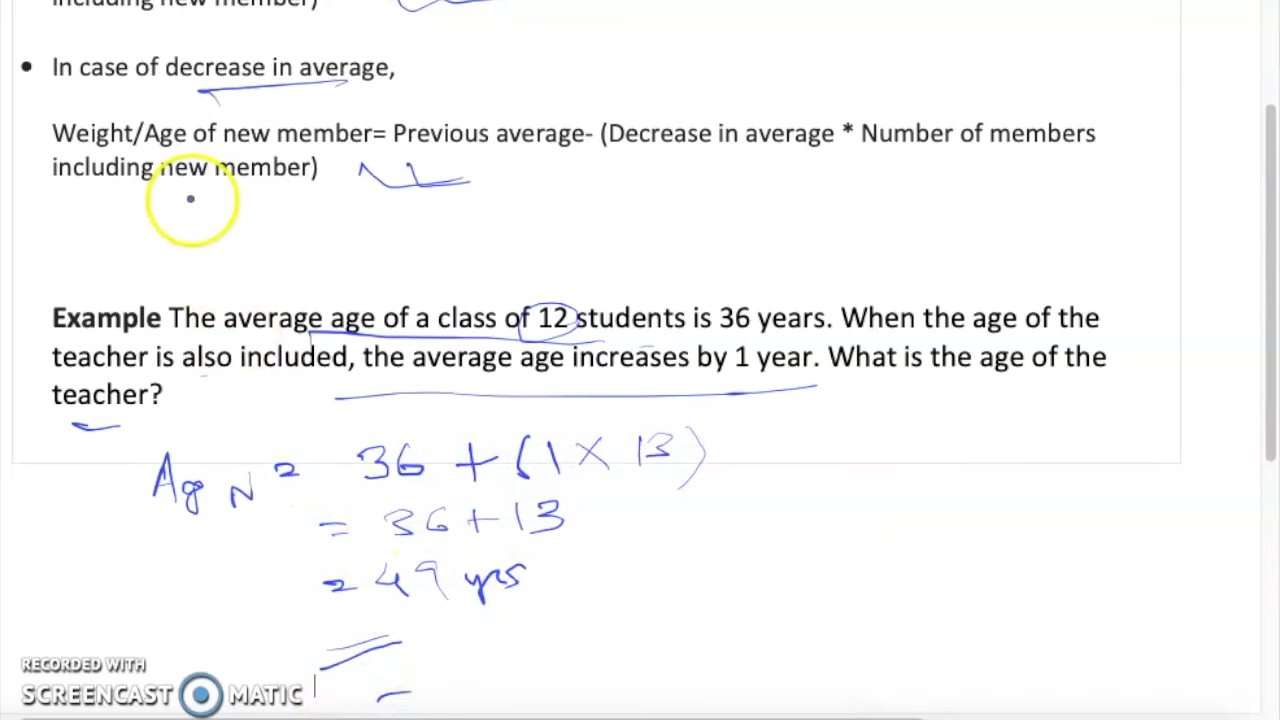 including new member)
• In case of decrease in average,
Weight/Age of new member= Previous average- (Decrease in average * Number of members
including new member)
Example The average age of a class of 12 students is 36 years. When the age of the
teacher is also included, the average age increases by 1 year. What is the age of the
teacher?
Ag N = 36 + (1 × 13)
= 36 + 13
= 49 yrs
RECORDED WITH
SCREENCAST MATIC